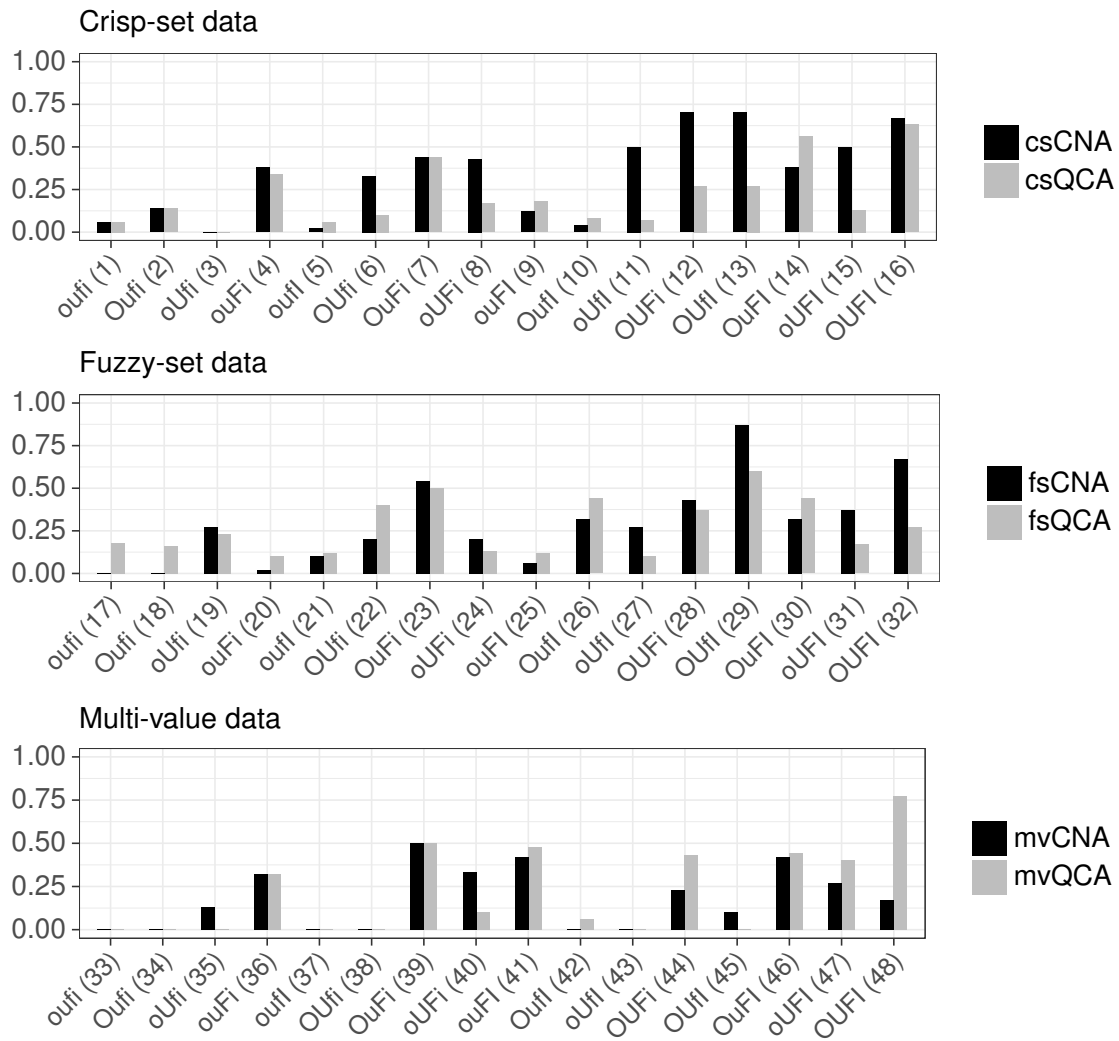 Crisp-set data
1.00
0.75
0.50
0.25
0.00
oufi (1)
Oufi (2)
oUfi (3)
ouFi (4)
oufI (5)
OUfi (6)
OuFi (7)
oUFi (8)
ouFI (9)
OufI (10)
oUfI (11)
OUFi (12)
OUfI (13)
OuFI (14)
oUFI (15)
OUFI (16)
csCNA
csQCA
Fuzzy-set data
1.00
0.75
0.50
0.25
0.00
oufi (17)
Oufi (18)
oUfi (19)
ouFi (20)
oufI (21)
OUfi (22)
OuFi (23)
oUFi (24)
ouFI (25)
OufI (26)
oUfI (27)
OUFi (28)
OUfI (29)
OuFI (30)
oUFI (31)
OUFI (32)
fsCNA
fsQCA
Multi-value data
1.00
0.75
0.50
0.25
0.00
oufi (33)
Oufi (34)
oUfi (35)
ouFi (36)
oufI (37)
OUfi (38)
OuFi (39)
oUFi (40)
ouFI (41)
OufI (42)
oUfI (43)
OUFi (44)
OUfI (45)
OuFI (46)
oUFI (47)
OUFI (48)
mvCNA
mvQCA